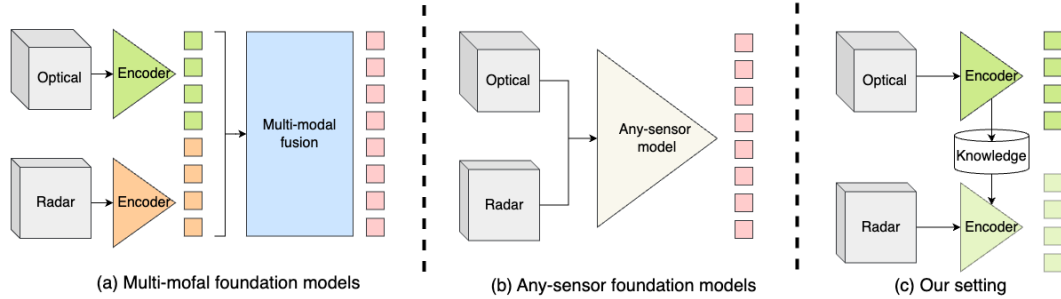 Optical
Encoder
Multi-modal
fusion
Radar
Encoder
(a) Multi-mofal foundation models
Optical
Any-sensor
model
Radar
(b) Any-sensor foundation models
Optical
Encoder
Knowledge
Radar
Encoder
(c) Our setting